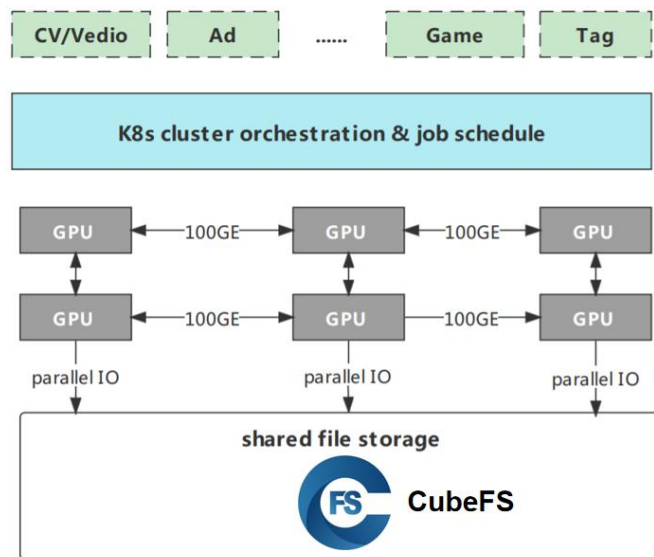 CV/Vedio Ad ...... Game Tag
K8s cluster orchestration & job schedule
GPU 100GE GPU 100GE GPU
GPU 100GE GPU 100GE GPU
parallel IO parallel IO parallel IO
shared file storage
FS CubeFS